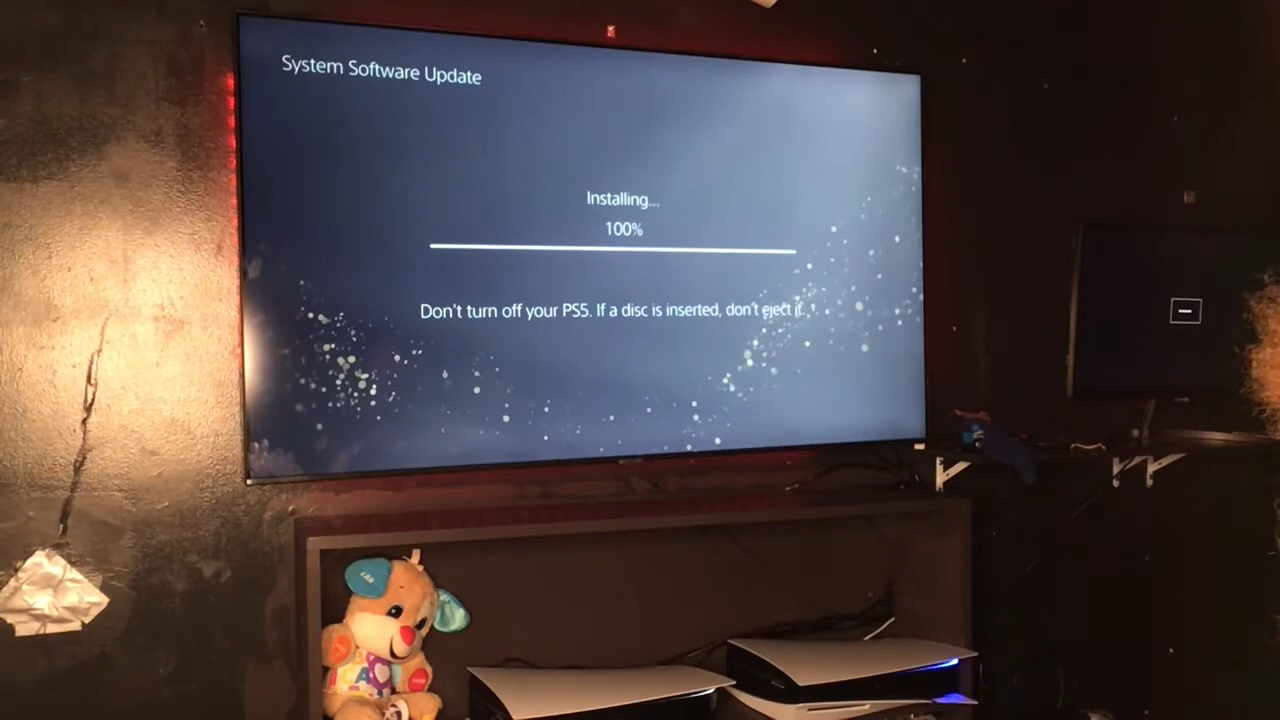 System Software Update
Installing...
100%
Don't turn off your PS5. If a disc is inserted, don't eject it.